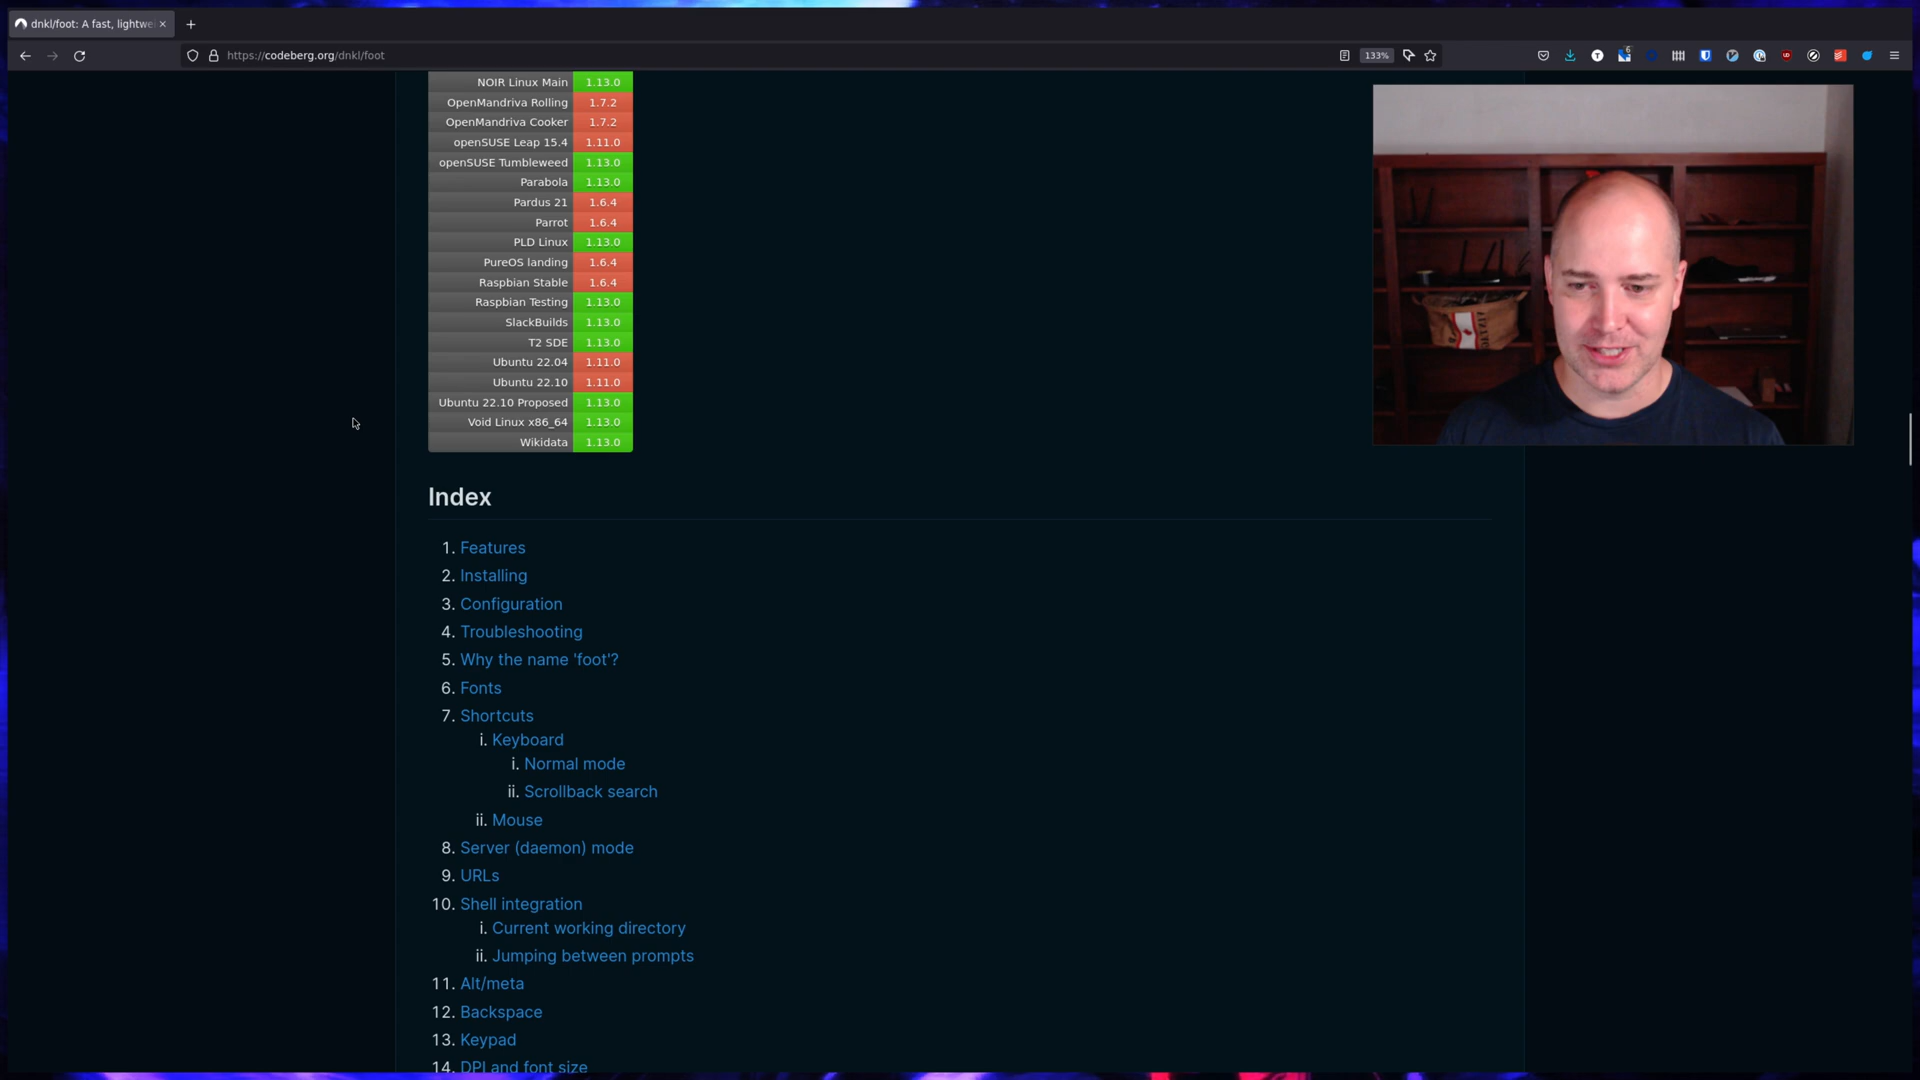 dnkl/foot: A fast, lightwe
https://codeberg.org/dnkl/foot
133%
6
NOIR Linux Main 1.13.0
OpenMandriva Rolling 1.7.2
OpenMandriva Cooker 1.7.2
openSUSE Leap 15.4 1.11.0
openSUSE Tumbleweed 1.13.0
Parabola 1.13.0
Pardus 21 1.6.4
Parrot 1.6.4
PLD Linux 1.13.0
PureOS landing 1.6.4
Raspbian Stable 1.6.4
Raspbian Testing 1.13.0
SlackBuilds 1.13.0
T2 SDE 1.13.0
Ubuntu 22.04 1.11.0
Ubuntu 22.10 1.11.0
Ubuntu 22.10 Proposed 1.13.0
Void Linux x86_64 1.13.0
Wikidata 1.13.0
Index
1. Features
2. Installing
3. Configuration
4. Troubleshooting
5. Why the name 'foot'?
6. Fonts
7. Shortcuts
i. Keyboard
i. Normal mode
ii. Scrollback search
ii. Mouse
8. Server (daemon) mode
9. URLs
10. Shell integration
i. Current working directory
ii. Jumping between prompts
11. Alt/meta
12. Backspace
13. Keypad
14. DPI and font size